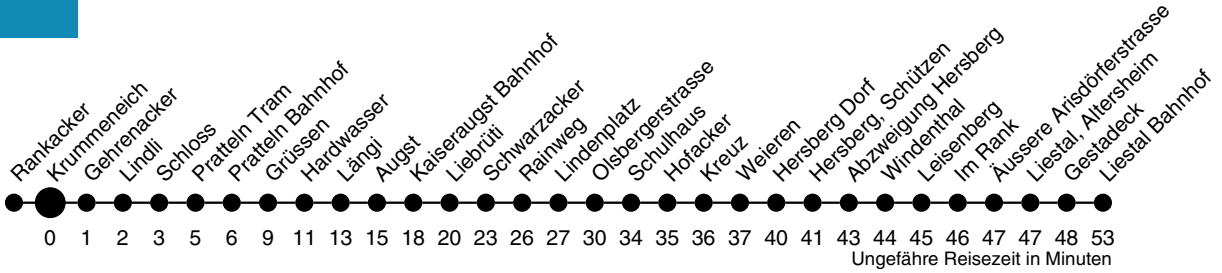 Rankacker
Krummeneich
Gehrenacker
Lindli
Schloss
Pratteln Tram
Pratteln Bahnhof
Grüssen
Hardwasser
Längi
Augst
Kaiseraugst Bahnhof
Liebrüti
Schwarzacker
Rainweg
Lindenplatz
Olsbergerstrasse
Schulhaus
Hofacker
Kreuz
Weieren
Hersberg Dorf
Hersberg, Schützen
Abzweigung Hersberg
Windenthal
Leisenberg
Im Rank
Äussere Arisdörferstrasse
Liestal, Altersheim
Gestadeck
Liestal Bahnhof
0 1 2 3 5 6 9 11 13 15 18 20 23 26 27 30 34 35 36 37 40 41 43 44 45 46 47 47 48 53
Ungefähre Reisezeit in Minuten